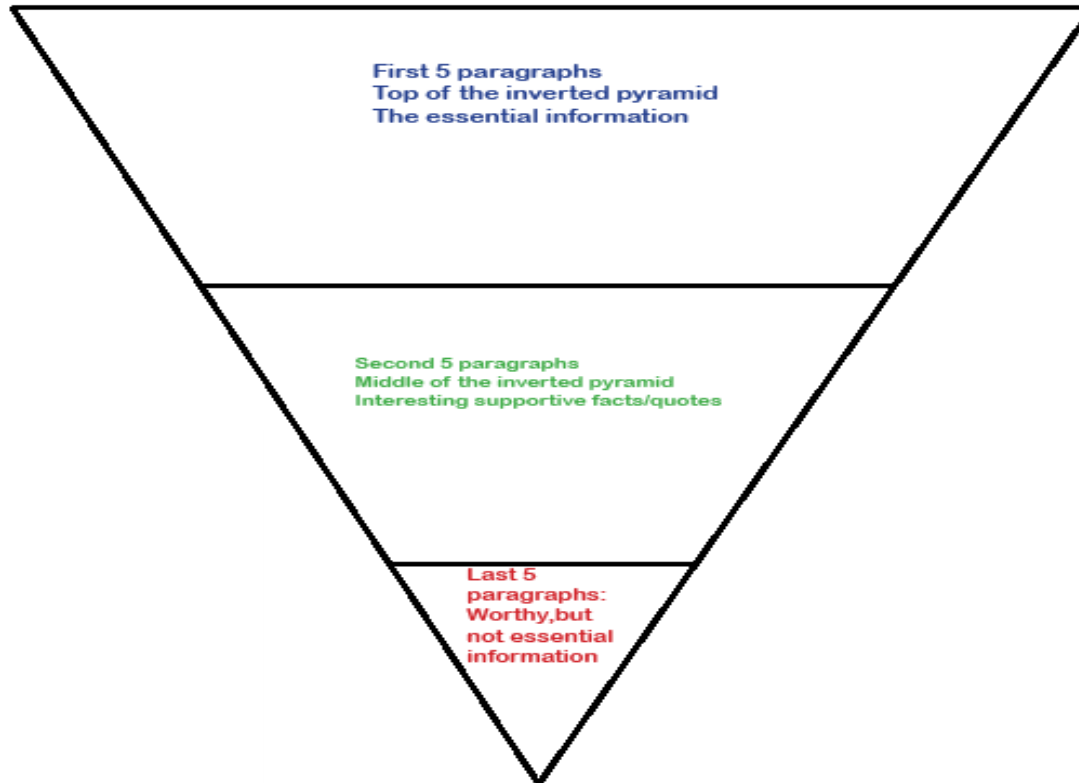 First 5 paragraphs
Top of the inverted pyramid
The essential information
Second 5 paragraphs
Middle of the inverted pyramid
Interesting supportive facts/quotes
Last 5
paragraphs:
Worthy,but
not essential
information